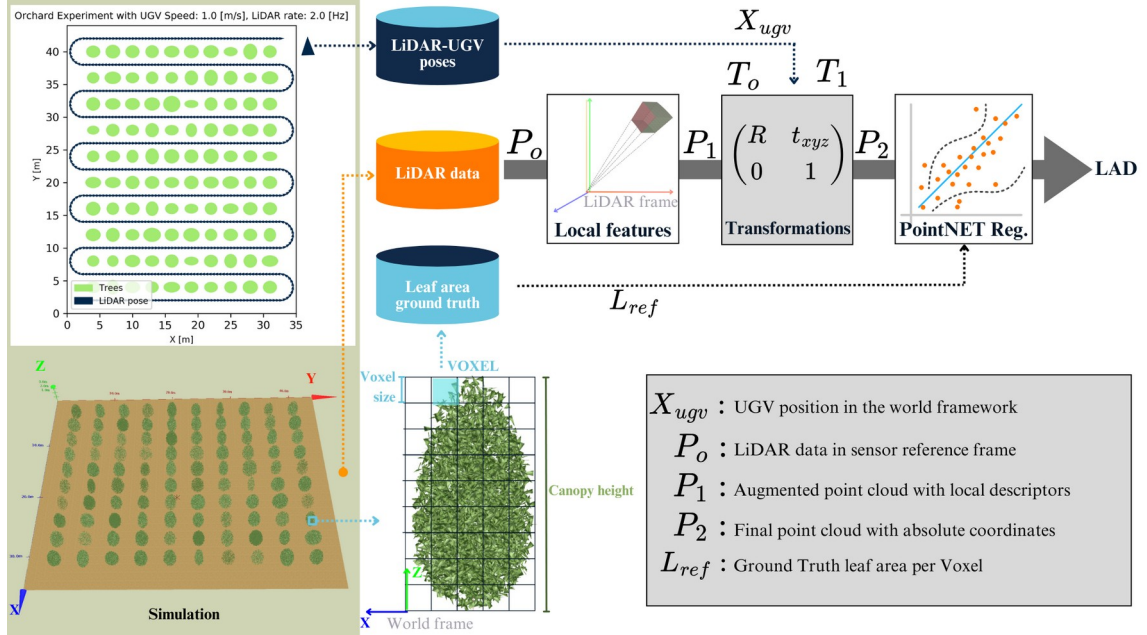 Orchard Experiment with UGV Speed: 1.0 [m/s], LiDAR rate: 2.0 [Hz]
40
35
30
25
20
15
10
5
0
Y [m]
0 5 10 15 20 25 30 35
X [m]
Trees
LiDAR pose
LiDAR-UGV
poses
X_ugv
LiDAR data
P_o
LiDAR frame
Local features
P_1
T_o T_1
R t_xyz
0 1
Transformations
P_2
PointNET Reg.
LAD
Leaf area
ground truth
L_ref
Z
Y
X
Simulation
VOXEL
Voxel
size
Canopy height
Z
X
World frame
X_ugv : UGV position in the world framework
P_o : LiDAR data in sensor reference frame
P_1 : Augmented point cloud with local descriptors
P_2 : Final point cloud with absolute coordinates
L_ref : Ground Truth leaf area per Voxel